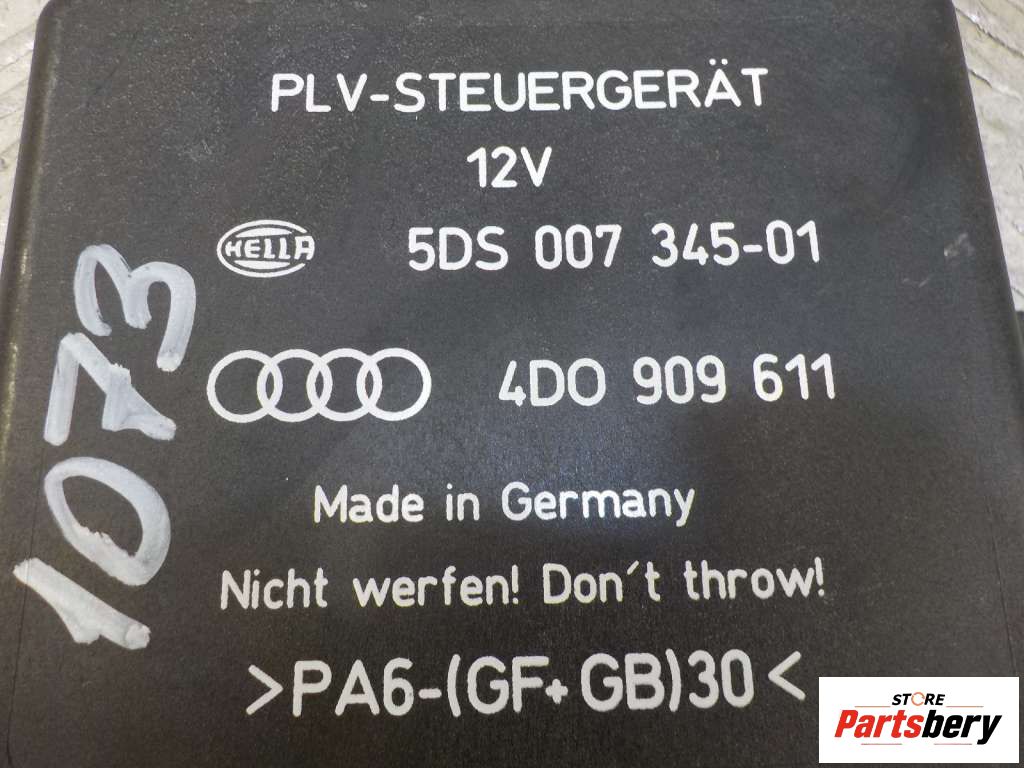 PLV-STEUERGERÄT
12V
HELLA 5DS 007 345-01
4D0 909 611
Made in Germany
Nicht werfen! Don´t throw!
>PA6-(GF+GB)30<
1073
STORE
Partsbery